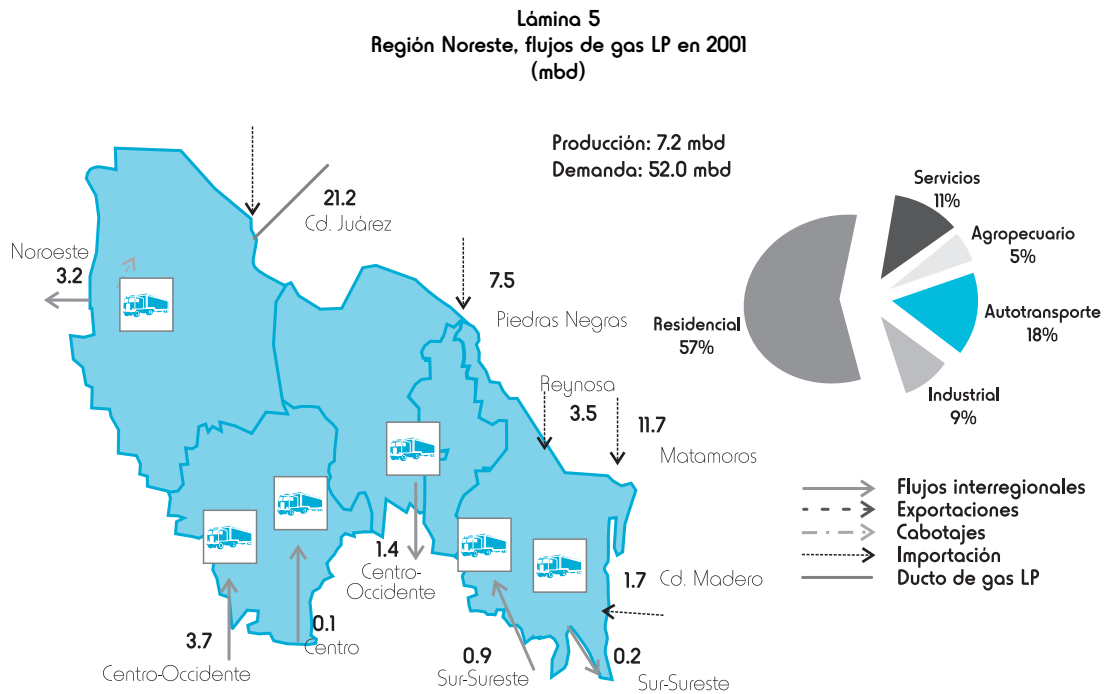 Lámina 5
Región Noreste, flujos de gas LP en 2001
(mbd)
Producción: 7.2 mbd
Demanda: 52.0 mbd
21.2
Cd. Juárez
Noroeste
3.2
7.5
Piedras Negras
Reynosa
3.5
11.7
Matamoros
1.4
Centro-
Occidente
1.7
Cd. Madero
0.1
Centro
3.7
Centro-Occidente
0.9
Sur-Sureste
0.2
Sur-Sureste
Servicios
11%
Agropecuario
5%
Autotransporte
18%
Industrial
9%
Residencial
57%
Flujos interregionales
Exportaciones
Cabotajes
Importación
Ducto de gas LP